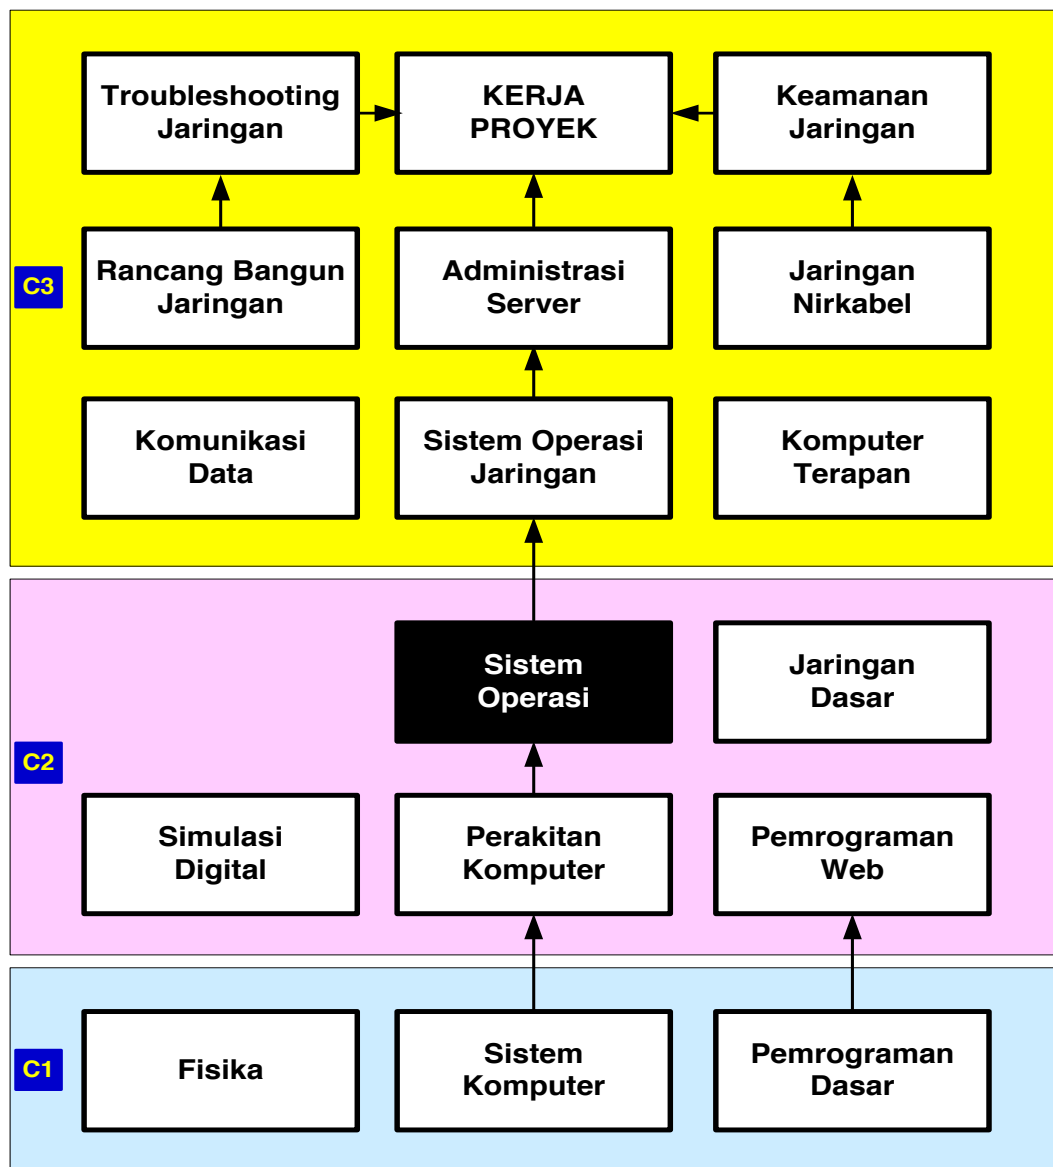 Troubleshooting
Jaringan
KERJA
PROYEK
Keamanan
Jaringan
C3
Rancang Bangun
Jaringan
Administrasi
Server
Jaringan
Nirkabel
Komunikasi
Data
Sistem Operasi
Jaringan
Komputer
Terapan
Sistem
Operasi
Jaringan
Dasar
C2
Simulasi
Digital
Perakitan
Komputer
Pemrograman
Web
C1
Fisika
Sistem
Komputer
Pemrograman
Dasar